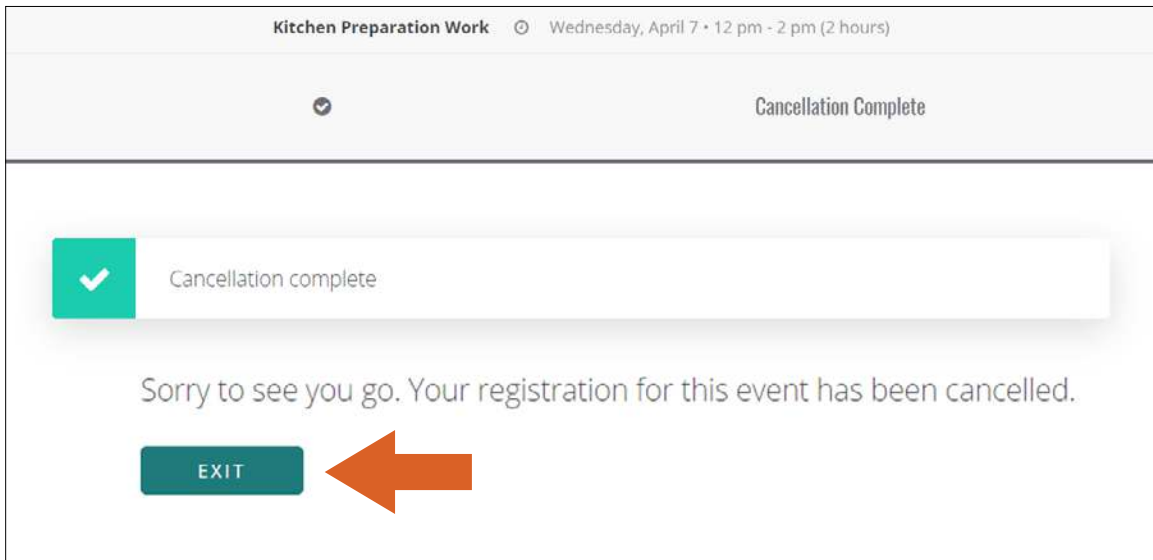 Kitchen Preparation Work Wednesday, April 7 • 12 pm - 2 pm (2 hours)
Cancellation Complete
Cancellation complete
Sorry to see you go. Your registration for this event has been cancelled.
EXIT